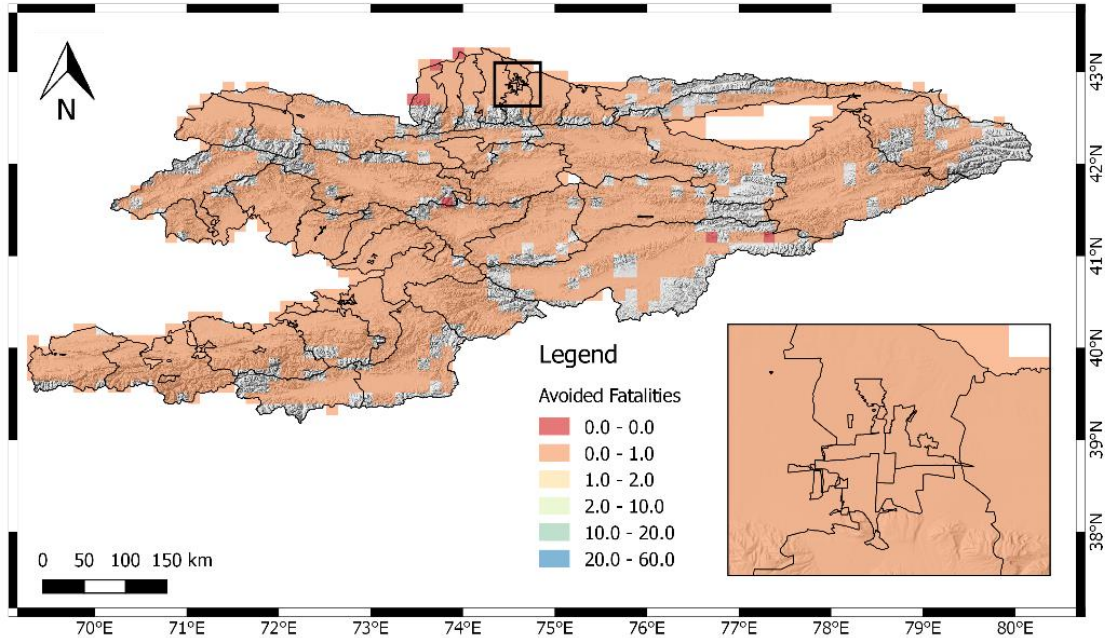 N
43°N
42°N
41°N
40°N
39°N
38°N
Legend
Avoided Fatalities
0.0 - 0.0
0.0 - 1.0
1.0 - 2.0
2.0 - 10.0
10.0 - 20.0
20.0 - 60.0
0 50 100 150 km
70°E 71°E 72°E 73°E 74°E 75°E 76°E 77°E 78°E 79°E 80°E